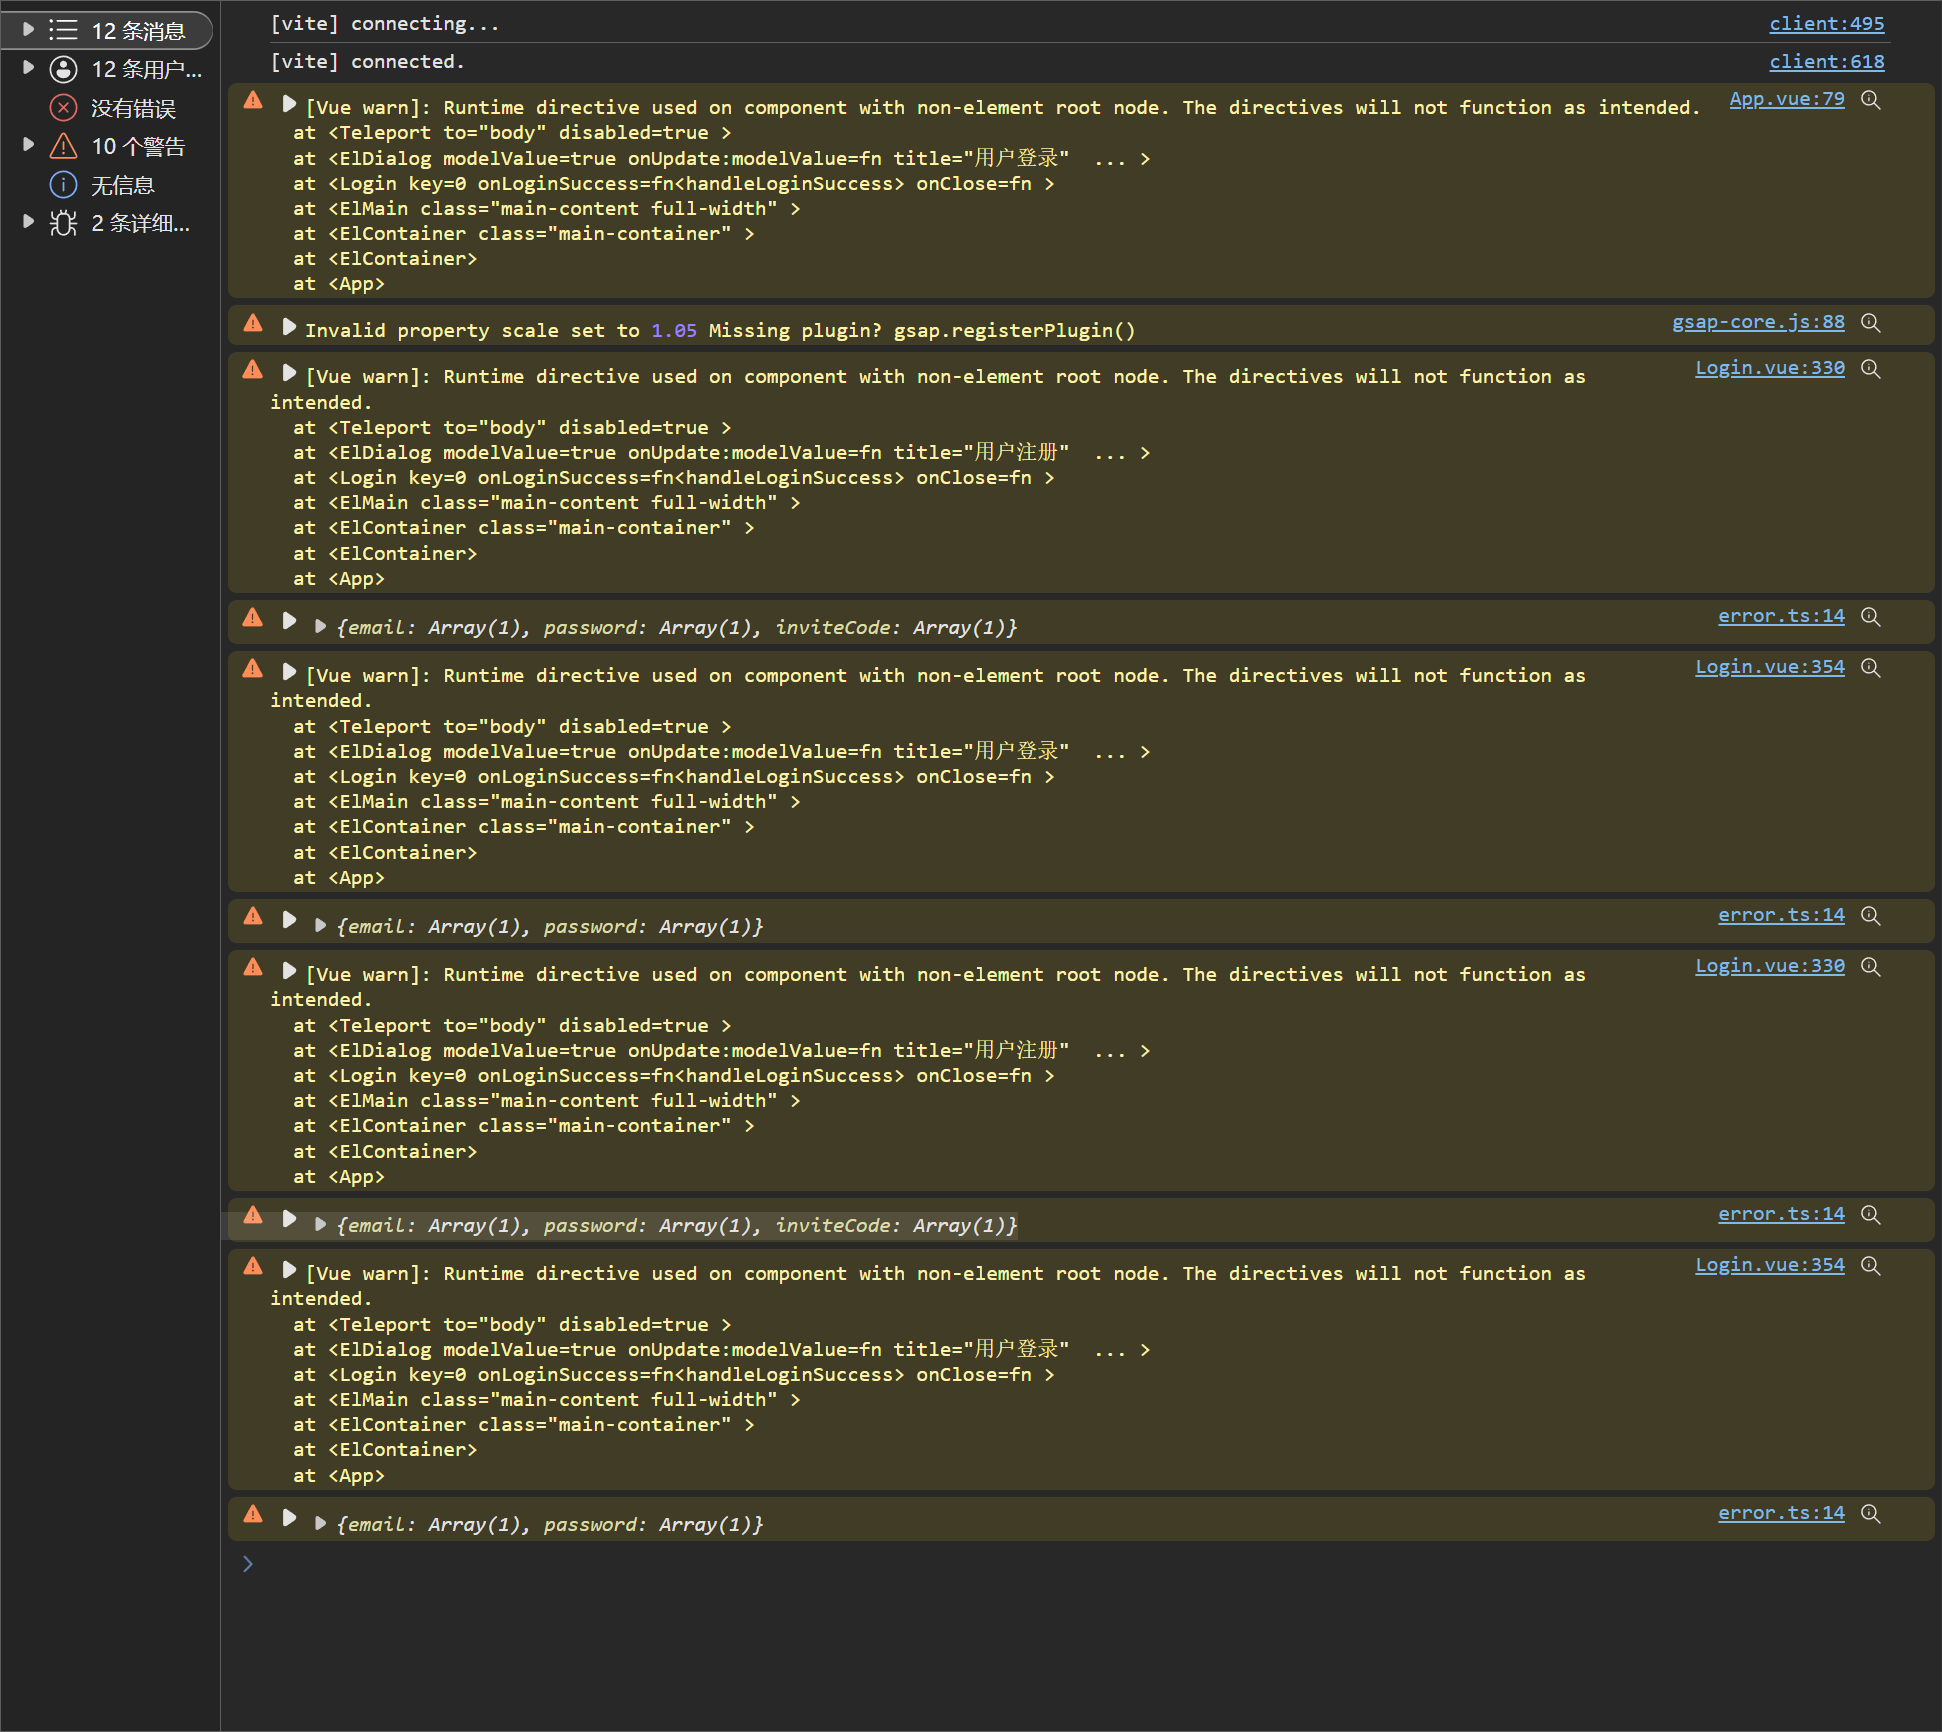 12 条消息
12 条用户...
没有错误
10 个警告
无信息
2 条详细...
[vite] connecting... client:495
[vite] connected. client:618
[Vue warn]: Runtime directive used on component with non-element root node. The directives will not function as intended. App.vue:79
at <Teleport to="body" disabled=true >
at <ElDialog modelValue=true onUpdate:modelValue=fn title="用户登录" ... >
at <Login key=0 onLoginSuccess=fn<handleLoginSuccess> onClose=fn >
at <ElMain class="main-content full-width" >
at <ElContainer class="main-container" >
at <ElContainer>
at <App>
Invalid property scale set to 1.05 Missing plugin? gsap.registerPlugin() gsap-core.js:88
[Vue warn]: Runtime directive used on component with non-element root node. The directives will not function as Login.vue:330
intended.
at <Teleport to="body" disabled=true >
at <ElDialog modelValue=true onUpdate:modelValue=fn title="用户注册" ... >
at <Login key=0 onLoginSuccess=fn<handleLoginSuccess> onClose=fn >
at <ElMain class="main-content full-width" >
at <ElContainer class="main-container" >
at <ElContainer>
at <App>
{email: Array(1), password: Array(1), inviteCode: Array(1)} error.ts:14
[Vue warn]: Runtime directive used on component with non-element root node. The directives will not function as Login.vue:354
intended.
at <Teleport to="body" disabled=true >
at <ElDialog modelValue=true onUpdate:modelValue=fn title="用户登录" ... >
at <Login key=0 onLoginSuccess=fn<handleLoginSuccess> onClose=fn >
at <ElMain class="main-content full-width" >
at <ElContainer class="main-container" >
at <ElContainer>
at <App>
{email: Array(1), password: Array(1)} error.ts:14
[Vue warn]: Runtime directive used on component with non-element root node. The directives will not function as Login.vue:330
intended.
at <Teleport to="body" disabled=true >
at <ElDialog modelValue=true onUpdate:modelValue=fn title="用户注册" ... >
at <Login key=0 onLoginSuccess=fn<handleLoginSuccess> onClose=fn >
at <ElMain class="main-content full-width" >
at <ElContainer class="main-container" >
at <ElContainer>
at <App>
{email: Array(1), password: Array(1), inviteCode: Array(1)} error.ts:14
[Vue warn]: Runtime directive used on component with non-element root node. The directives will not function as Login.vue:354
intended.
at <Teleport to="body" disabled=true >
at <ElDialog modelValue=true onUpdate:modelValue=fn title="用户登录" ... >
at <Login key=0 onLoginSuccess=fn<handleLoginSuccess> onClose=fn >
at <ElMain class="main-content full-width" >
at <ElContainer class="main-container" >
at <ElContainer>
at <App>
{email: Array(1), password: Array(1)} error.ts:14